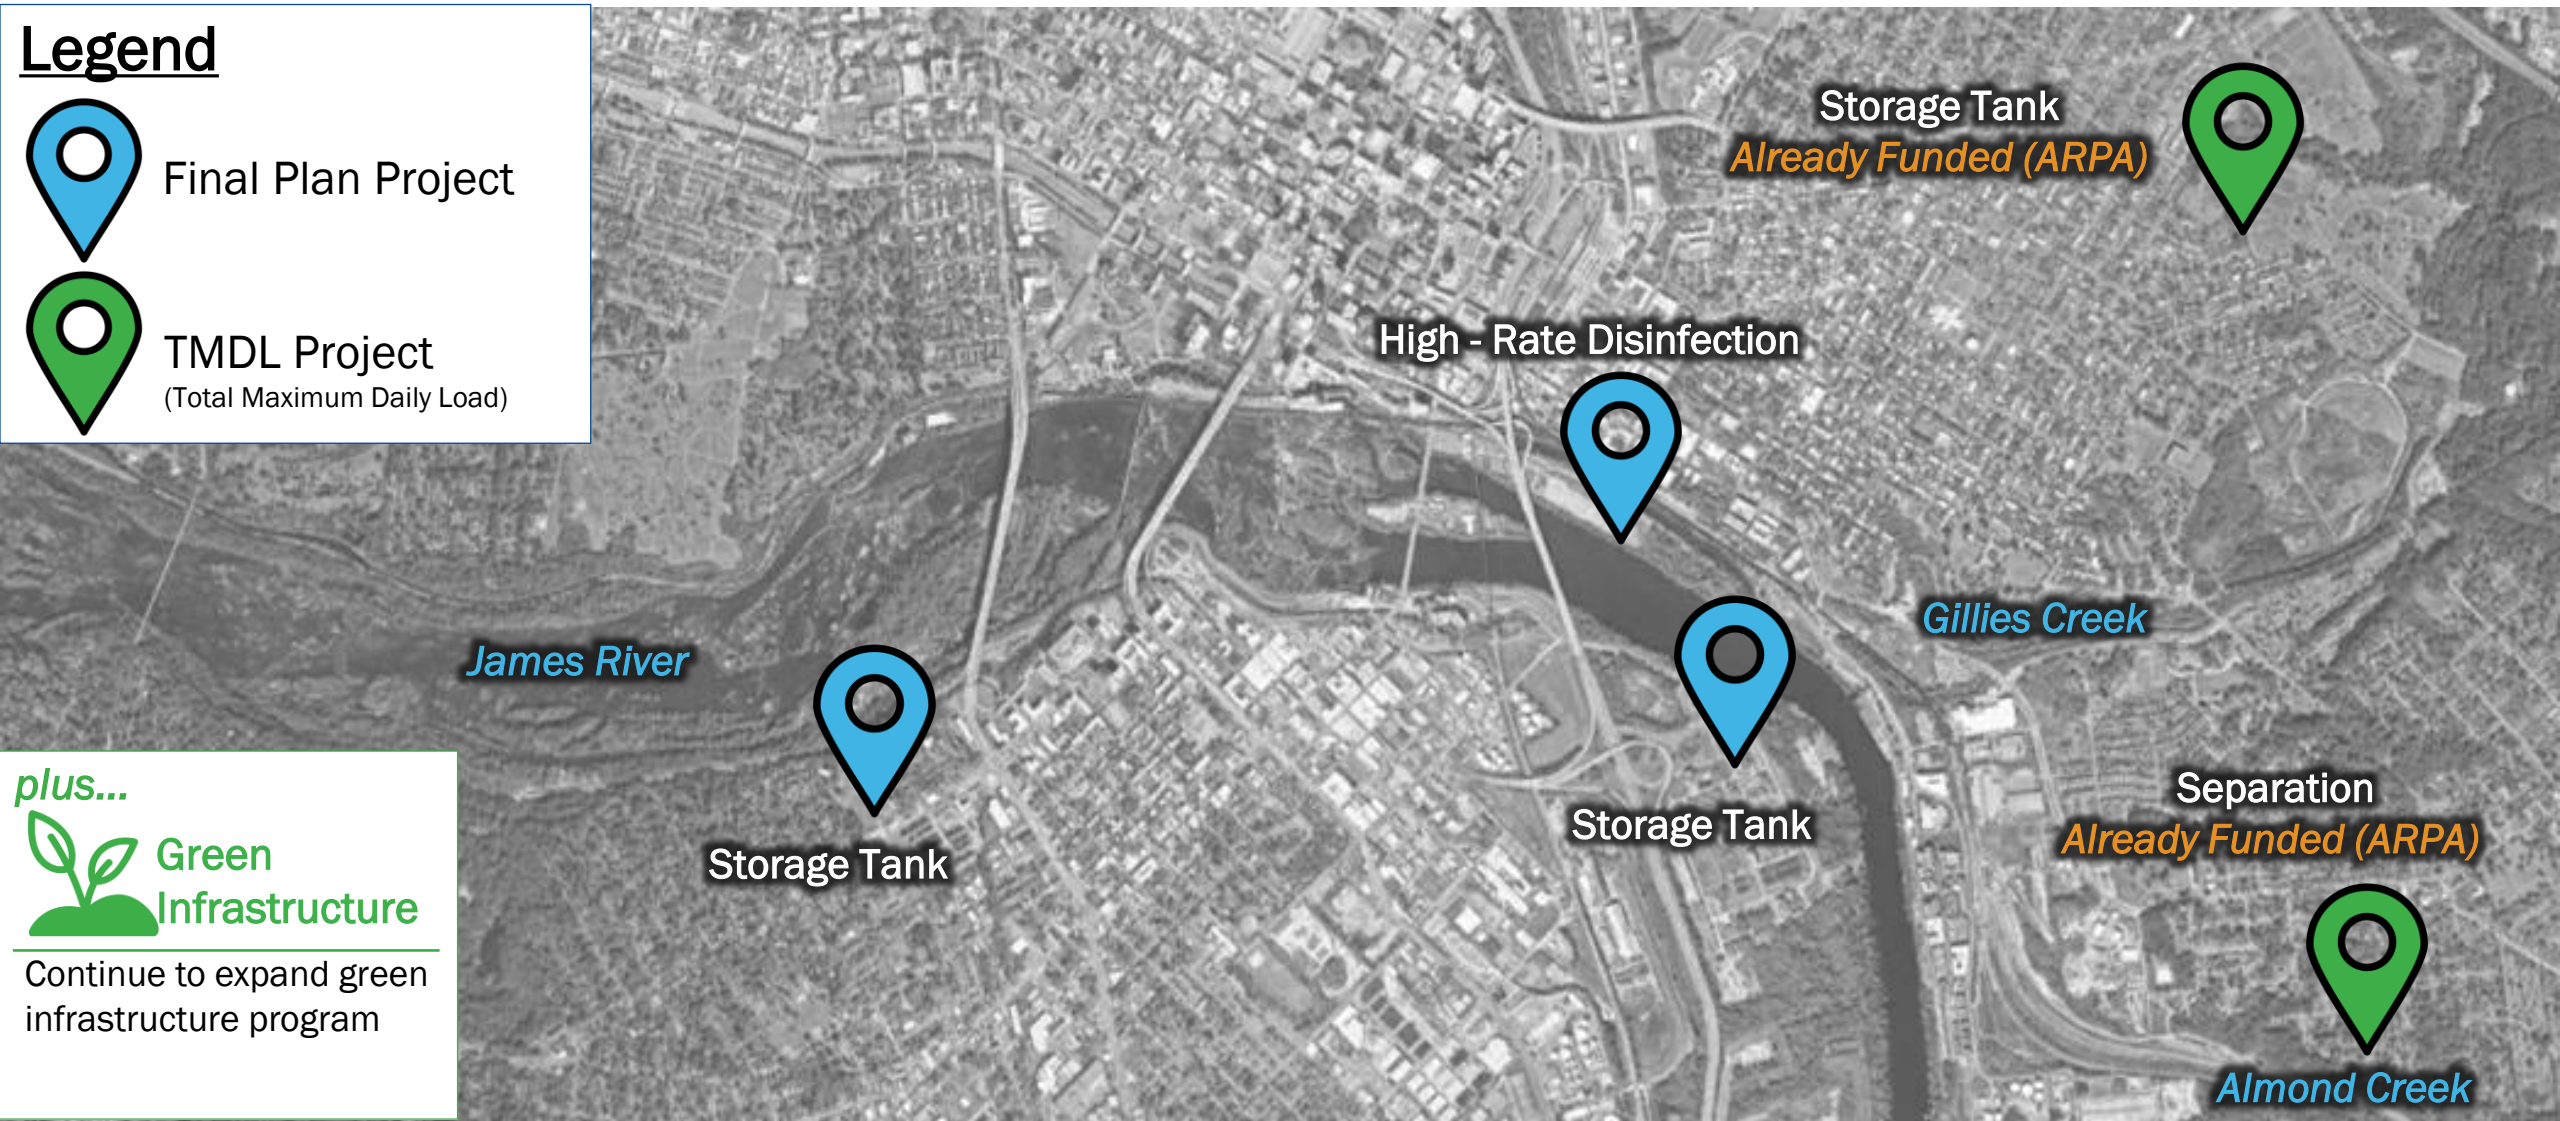 Legend
Final Plan Project
TMDL Project
(Total Maximum Daily Load)
Storage Tank
Already Funded (ARPA)
High - Rate Disinfection
Gillies Creek
James River
Storage Tank
Storage Tank
Separation
Already Funded (ARPA)
Almond Creek
plus...
Green
Infrastructure
Continue to expand green
infrastructure program